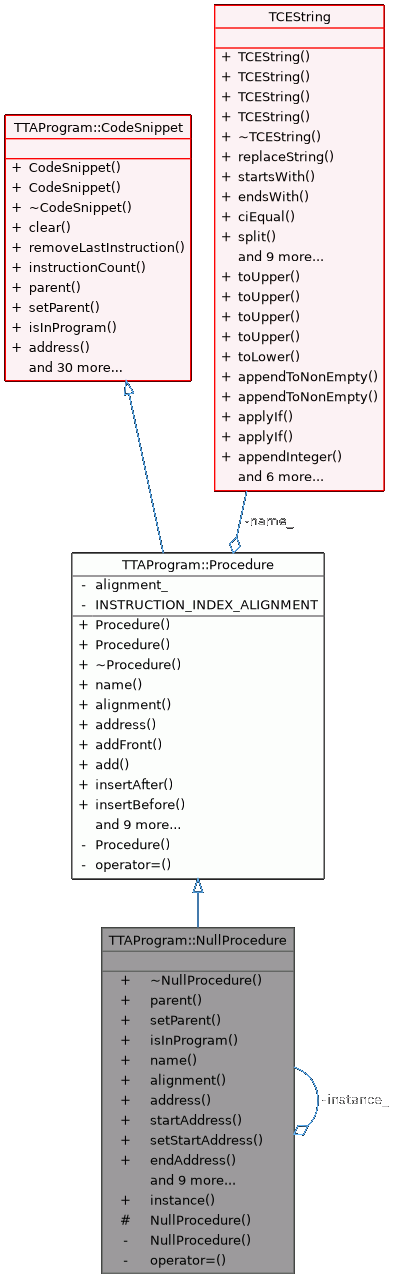 TCEString
+ TCEString()
+ TCEString()
+ TCEString()
+ TCEString()
+ ~TCEString()
+ replaceString()
+ startsWith()
+ endsWith()
+ ciEqual()
+ split()
and 9 more...
+ toUpper()
+ toUpper()
+ toUpper()
+ toUpper()
+ toLower()
+ appendToNonEmpty()
+ appendToNonEmpty()
+ applyIf()
+ applyIf()
+ appendInteger()
and 6 more...
TTAProgram::CodeSnippet
+ CodeSnippet()
+ CodeSnippet()
+ ~CodeSnippet()
+ clear()
+ removeLastInstruction()
+ instructionCount()
+ parent()
+ setParent()
+ isInProgram()
+ address()
and 30 more...
-name_
TTAProgram::Procedure
- alignment_
- INSTRUCTION_INDEX_ALIGNMENT
+ Procedure()
+ Procedure()
+ ~Procedure()
+ name()
+ alignment()
+ address()
+ addFront()
+ add()
+ insertAfter()
+ insertBefore()
and 9 more...
- Procedure()
- operator=()
TTAProgram::NullProcedure
+ ~NullProcedure()
+ parent()
+ setParent()
+ isInProgram()
+ name()
+ alignment()
+ address()
+ startAddress()
+ setStartAddress()
+ endAddress()
and 9 more...
+ instance()
# NullProcedure()
- NullProcedure()
- operator=()
-instance_